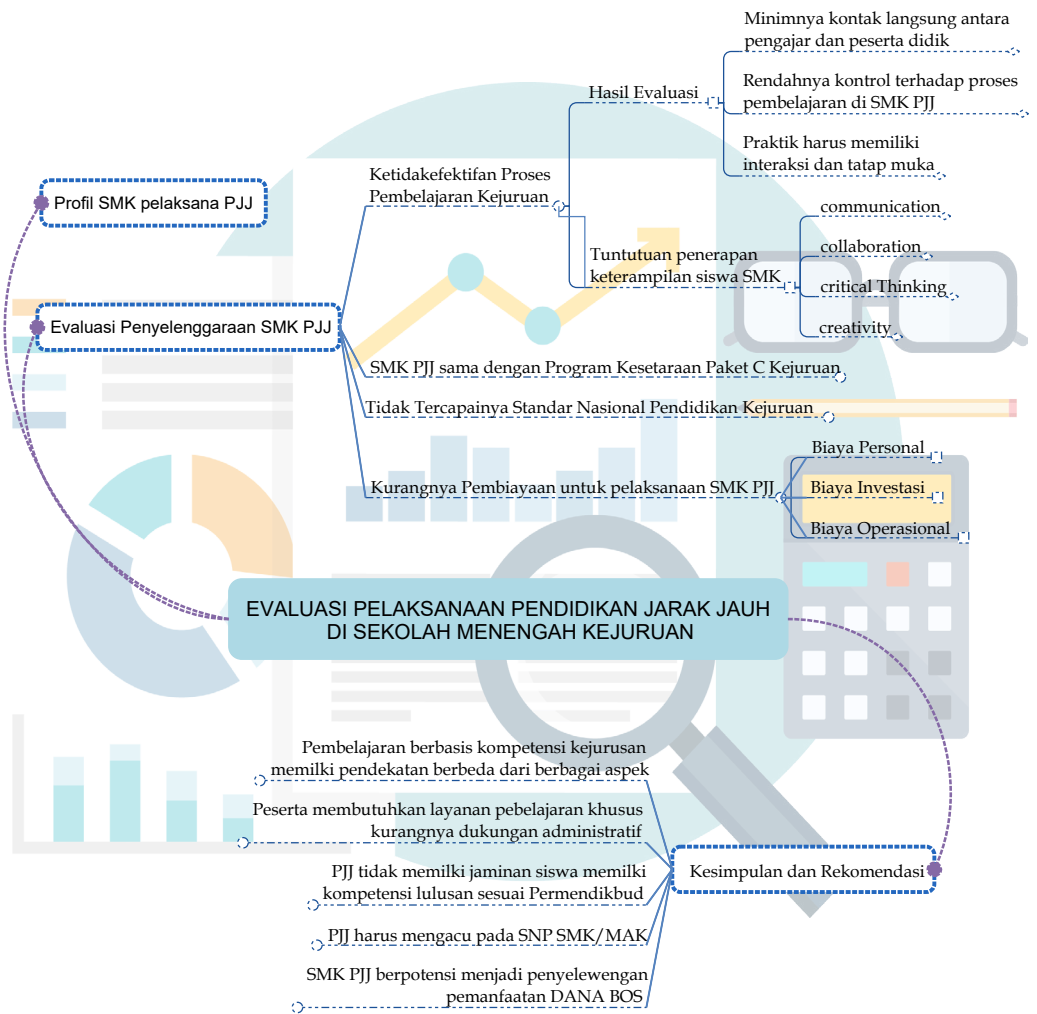 Minimnya kontak langsung antara
pengajar dan peserta didik
Hasil Evaluasi
Rendahnya kontrol terhadap proses
pembelajaran di SMK PJJ
Praktik harus memiliki
interaksi dan tatap muka
Ketidakefektifan Proses
Pembelajaran Kejuruan
Profil SMK pelaksana PJJ
communication
Tuntutuan penerapan
keterampilan siswa SMK
collaboration
critical Thinking
creativity
Evaluasi Penyelenggaraan SMK PJJ
SMK PJJ sama dengan Program Kesetaraan Paket C Kejuruan
Tidak Tercapainya Standar Nasional Pendidikan Kejuruan
Kurangnya Pembiayaan untuk pelaksanaan SMK PJJ
Biaya Personal
Biaya Investasi
Biaya Operasional
EVALUASI PELAKSANAAN PENDIDIKAN JARAK JAUH
DI SEKOLAH MENENGAH KEJURUAN
Pembelaran berbasis kompetensi kejurusan
memilki pendekatan berbeda dari berbagai aspek
Peserta membutuhkan layanan pebelajaran khusus
kurangnya dukungan administratif
PJJ tidak memilki jaminan siswa memilki
kompetensi lulusan sesuai Permendikbud
Kesimpulan dan Rekomendasi
PJJ harus mengacu pada SNP SMK/MAK
SMK PJJ berpotensi menjadi penyelewengan
pemanfaatan DANA BOS